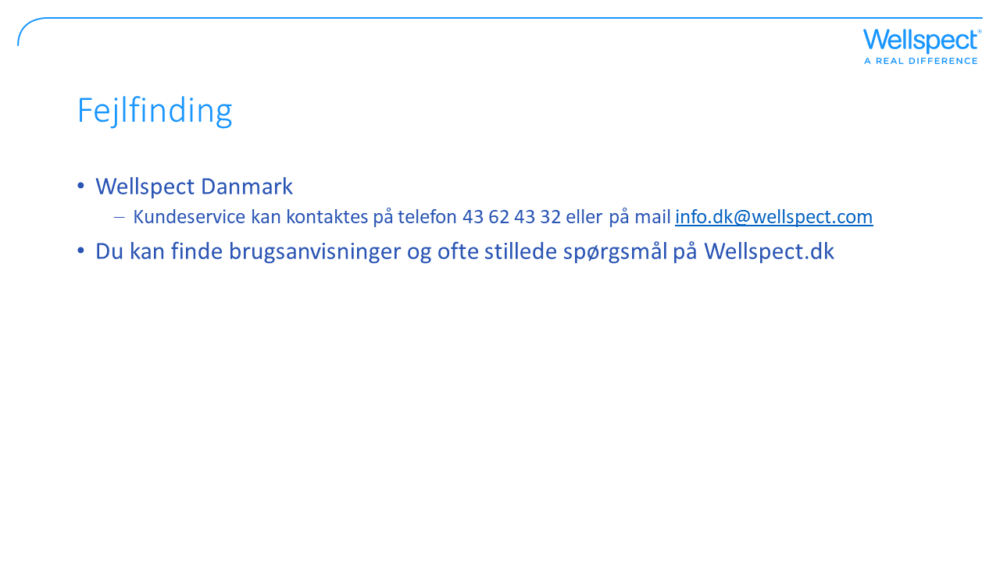 Wellspect®
A REAL DIFFERENCE
Fejlfinding
• Wellspect Danmark
– Kundeservice kan kontaktes på telefon 43 62 43 32 eller på mail info.dk@wellspect.com
• Du kan finde brugsanvisninger og ofte stillede spørgsmål på Wellspect.dk